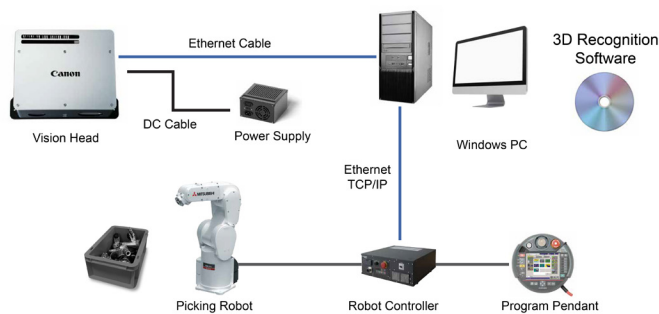 Ethernet Cable
3D Recognition
Software
Canon
DC Cable
Vision Head
Power Supply
Windows PC
Ethernet
TCP/IP
MITSUBISHI
Picking Robot
Robot Controller
Program Pendant